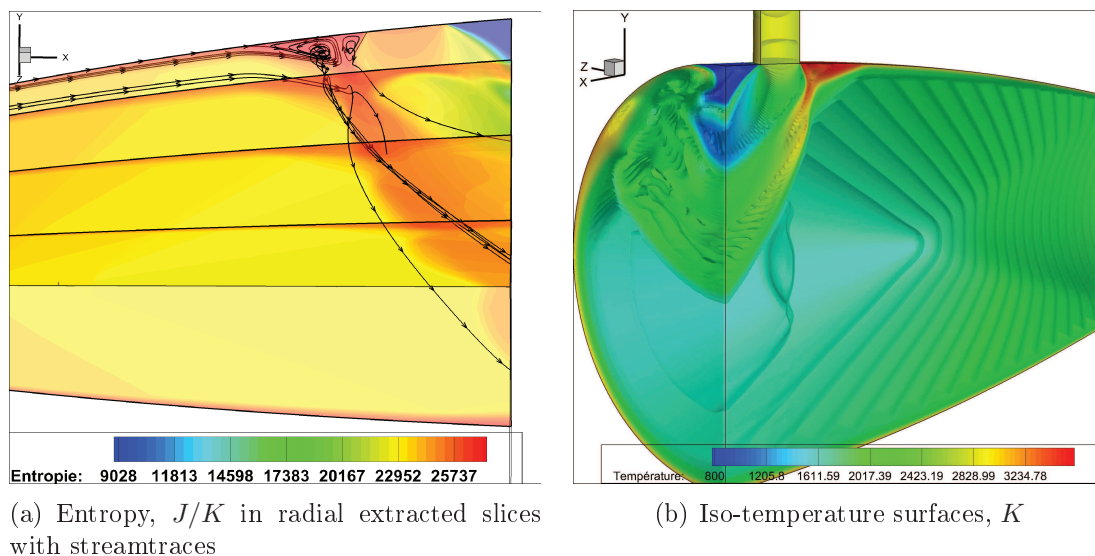 Y
X
Z
Entropie: 9028 11813 14598 17383 20167 22952 25737
(a) Entropy, J/K in radial extracted slices
with streamtraces
Y
Z
X
Température: 800 1205.8 1611.59 2017.39 2423.19 2828.99 3234.78
(b) Iso-temperature surfaces, K